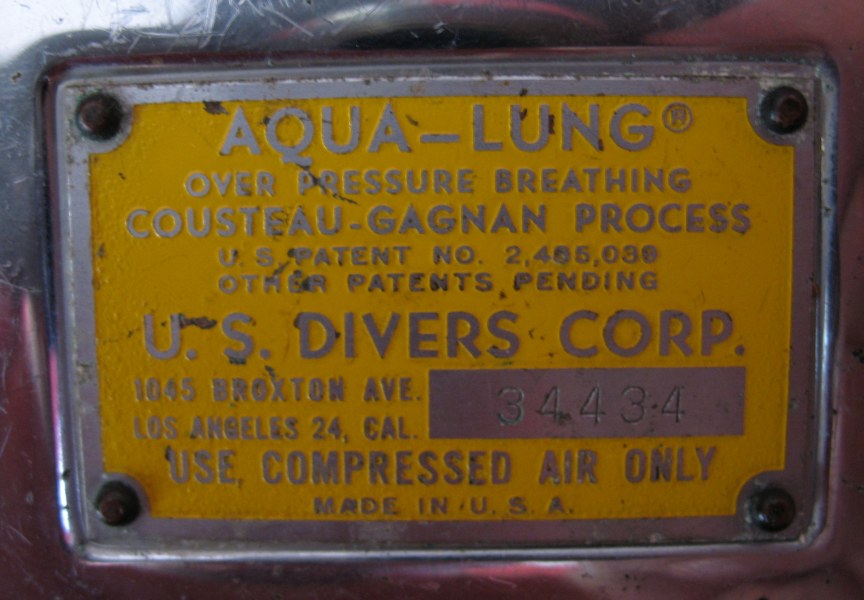 AQUA-LUNG®
OVER PRESSURE BREATHING
COUSTEAU-GAGNAN PROCESS
U.S. PATENT NO. 2,485,039
OTHER PATENTS PENDING
U. S. DIVERS CORP.
1045 BROXTON AVE.
LOS ANGELES 24, CAL.
34434
USE COMPRESSED AIR ONLY
MADE IN U. S. A.